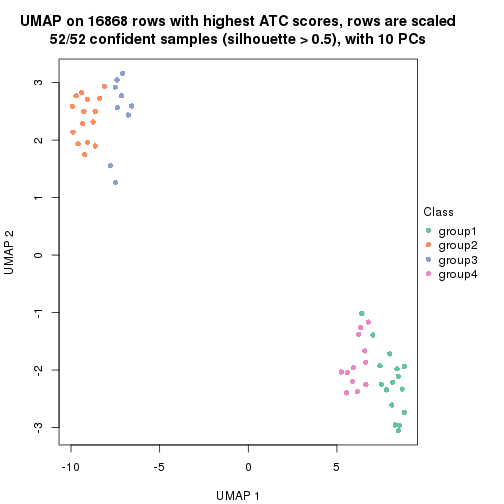 UMAP on 16868 rows with highest ATC scores, rows are scaled
52/52 confident samples (silhouette > 0.5), with 10 PCs
3
2
1
0
-1
-2
-3
UMAP 2
-10
-5
0
5
UMAP 1
Class
group1
group2
group3
group4